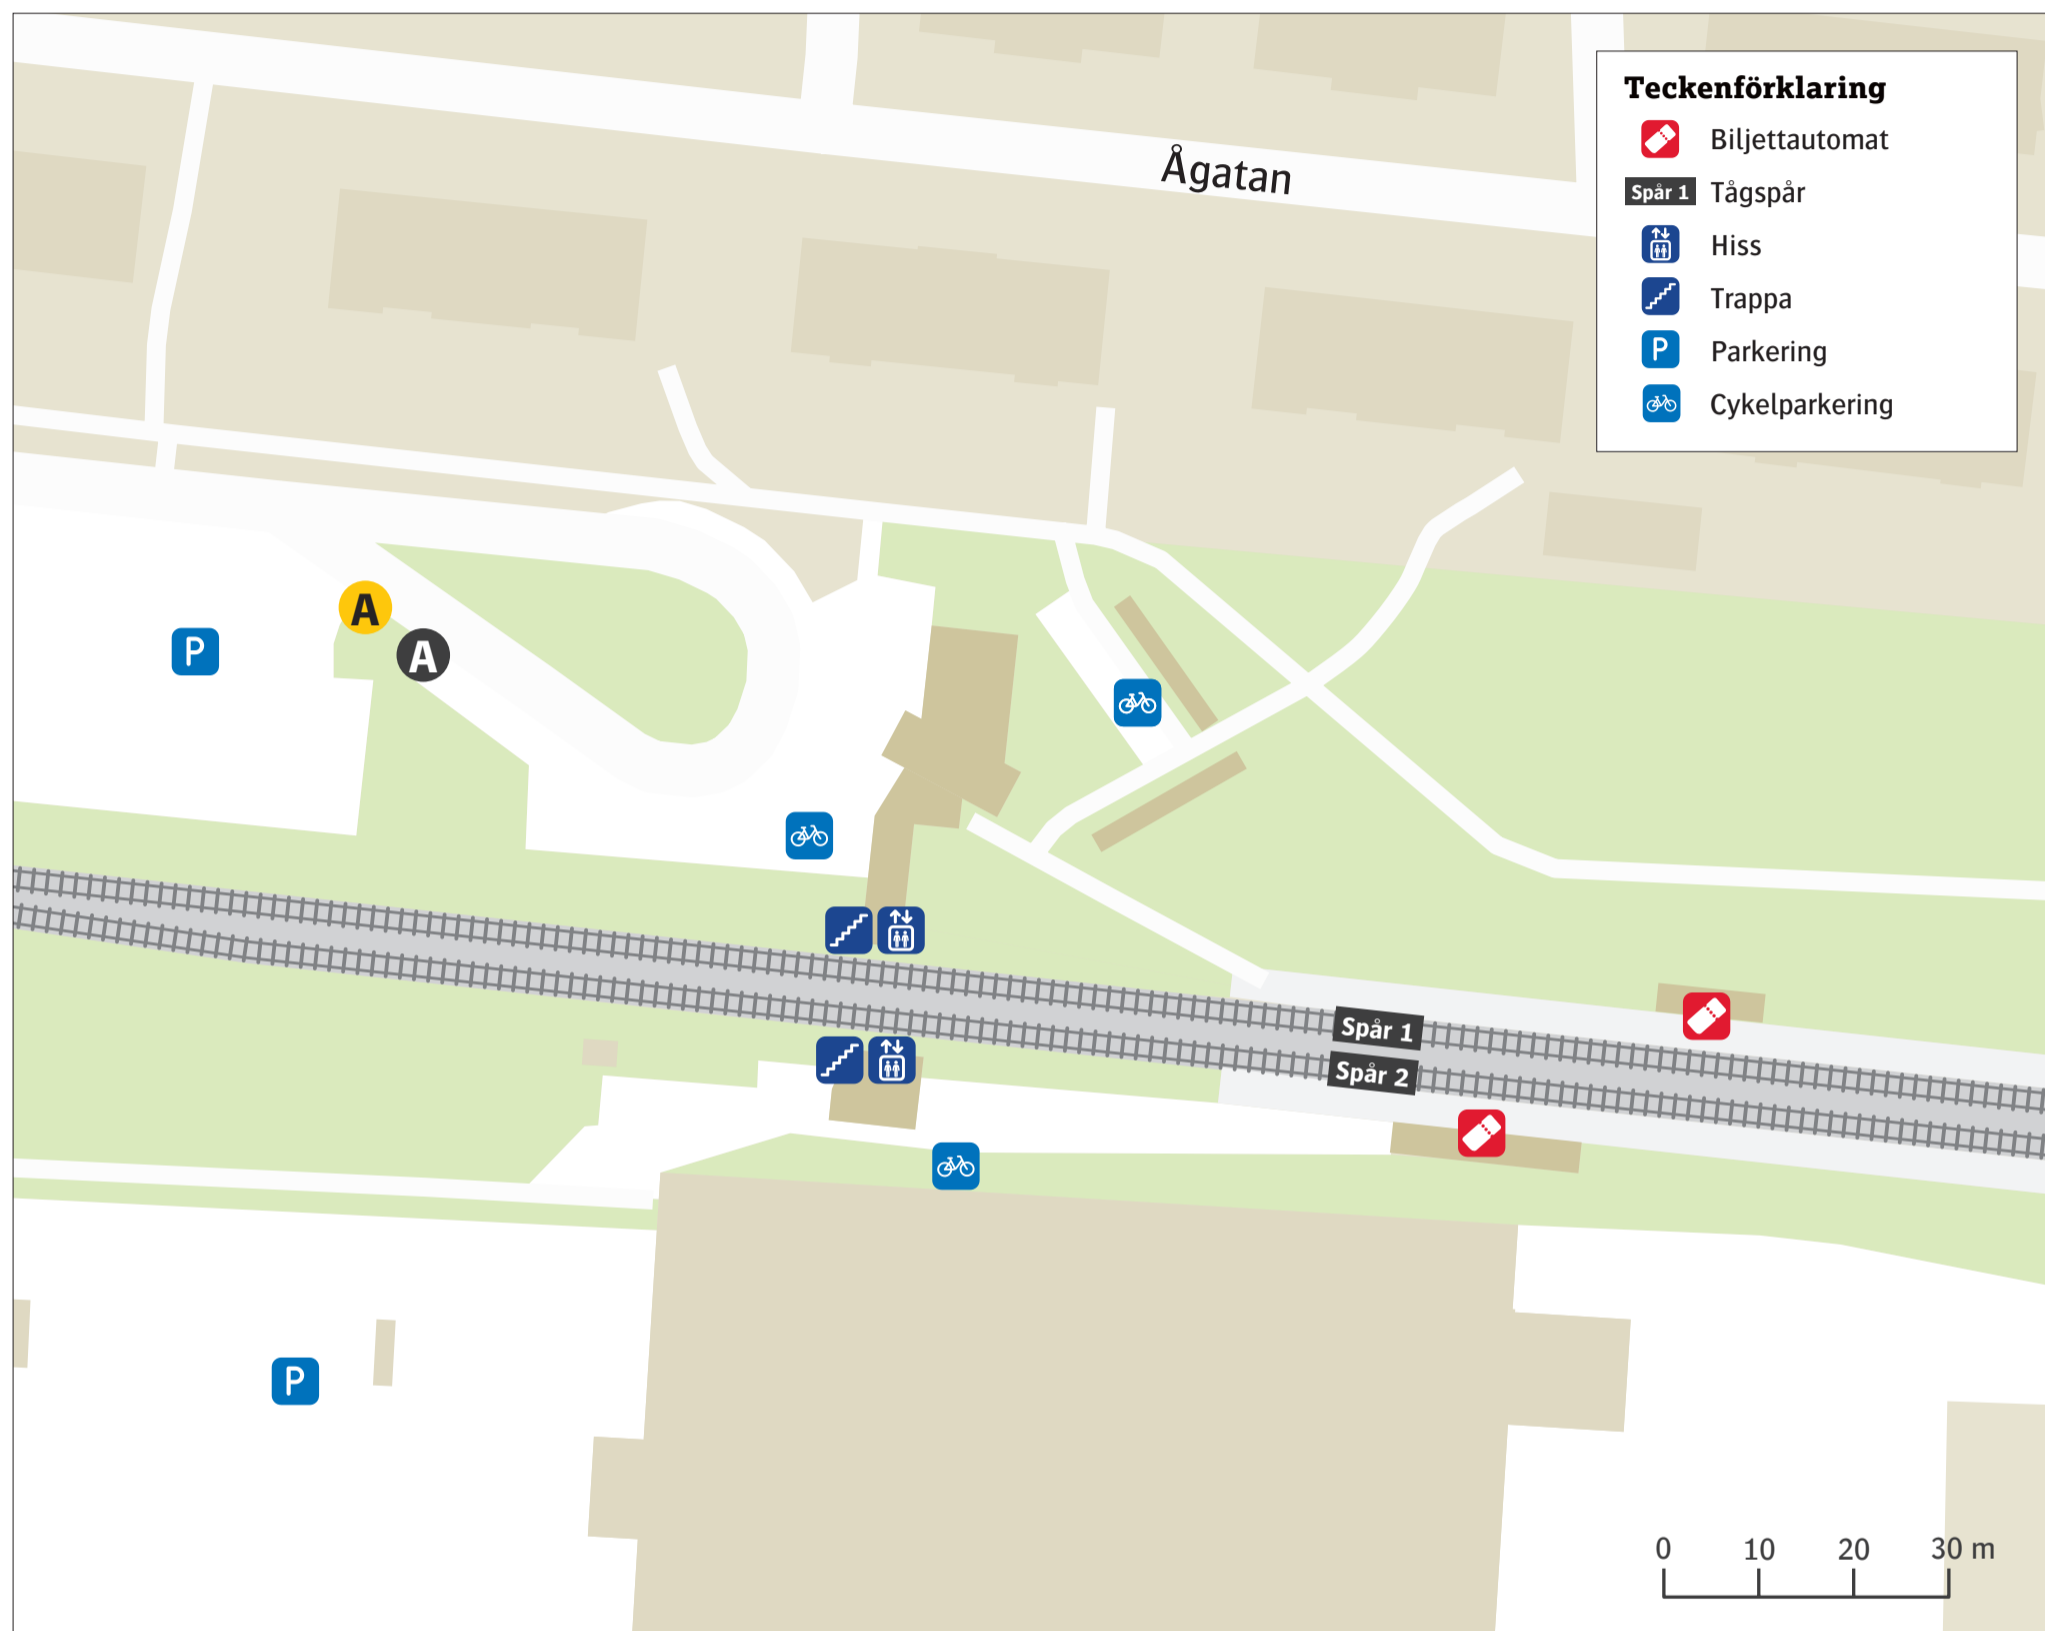 Teckenförklaring
Biljettautomat
Spår 1 Tågspår
Hiss
Trappa
P Parkering
Cykelparkering
Ågatan
A
P
A
Spår 1
Spår 2
P
0 10 20 30 m